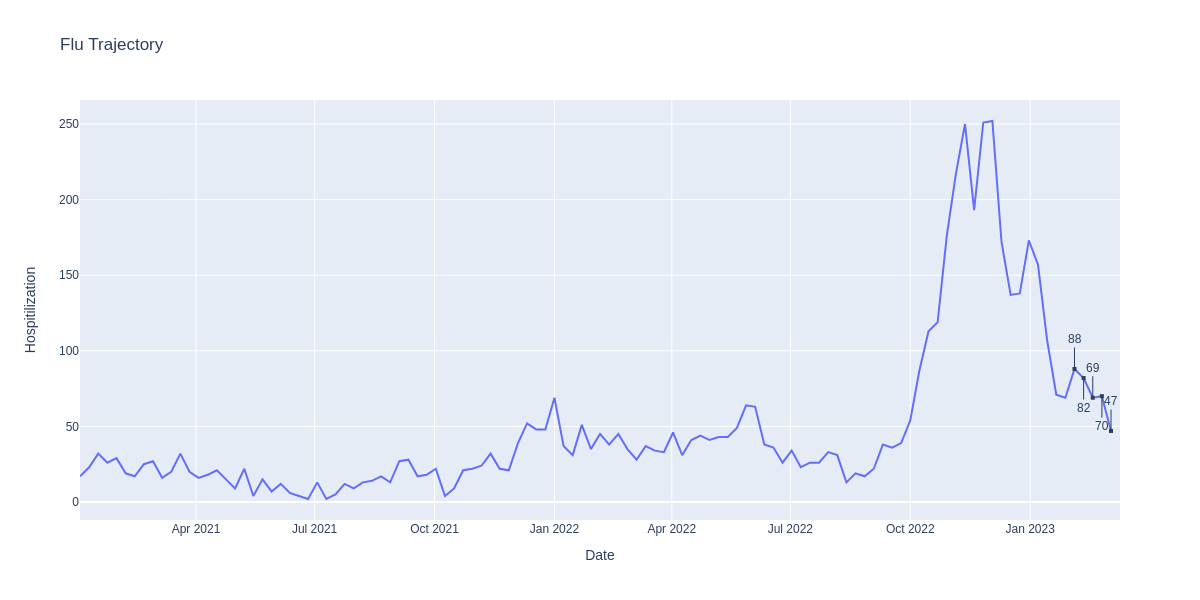 Flu Trajectory
250
200
150
100
50
0
Hospitilization
88
69
82
47
70
Apr 2021
Jul 2021
Oct 2021
Jan 2022
Apr 2022
Jul 2022
Oct 2022
Jan 2023
Date